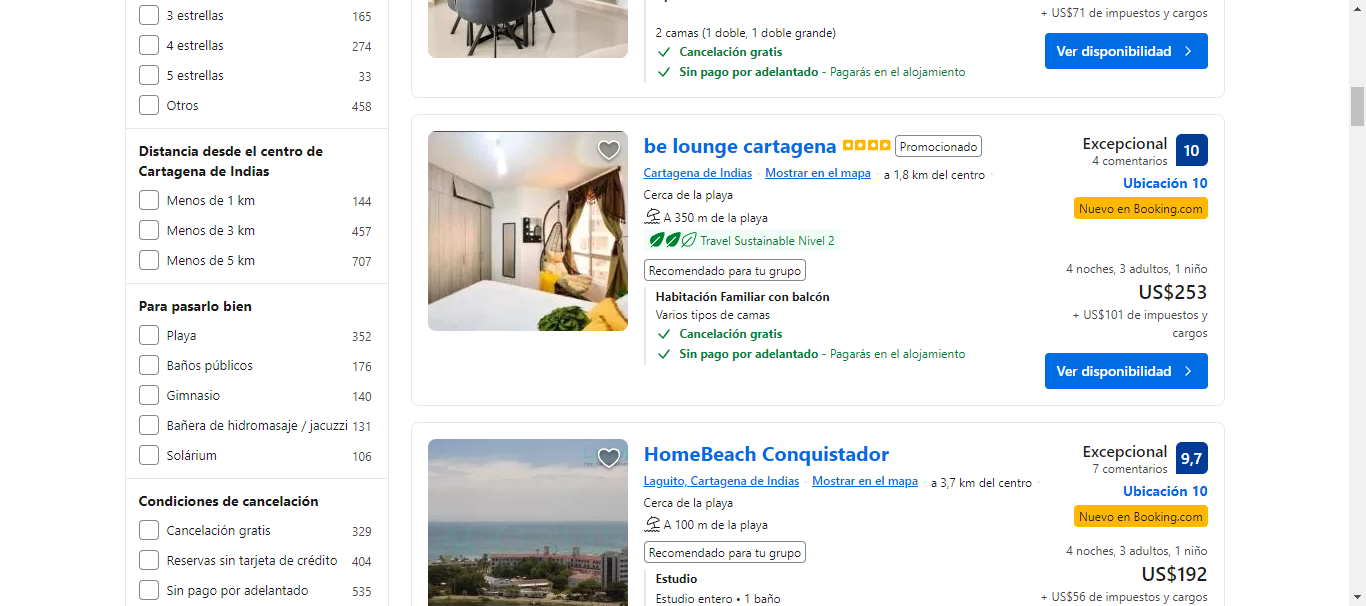 3 estrellas 165
4 estrellas 274
5 estrellas 33
Otros 458
Distancia desde el centro de
Cartagena de Indias
Menos de 1 km 144
Menos de 3 km 457
Menos de 5 km 707
Para pasarlo bien
Playa 352
Baños públicos 176
Gimnasio 140
Bañera de hidromasaje / jacuzzi 131
Solárium 106
Condiciones de cancelación
Cancelación gratis 329
Reservas sin tarjeta de crédito 404
Sin pago por adelantado 535
+ US$71 de impuestos y cargos
2 camas (1 doble, 1 doble grande)
Cancelación gratis
Sin pago por adelantado - Pagarás en el alojamiento
Ver disponibilidad
be lounge cartagena Promocionado
Cartagena de Indias · Mostrar en el mapa · a 1,8 km del centro ·
Cerca de la playa
A 350 m de la playa
Travel Sustainable Nivel 2
Recomendado para tu grupo
Habitación Familiar con balcón
Varios tipos de camas
Cancelación gratis
Sin pago por adelantado - Pagarás en el alojamiento
Excepcional 10
4 comentarios
Ubicación 10
Nuevo en Booking.com
4 noches, 3 adultos, 1 niño
US$253
+ US$101 de impuestos y
cargos
Ver disponibilidad
HomeBeach Conquistador
Laguito, Cartagena de Indias · Mostrar en el mapa · a 3,7 km del centro ·
Cerca de la playa
A 100 m de la playa
Recomendado para tu grupo
Estudio
Estudio entero • 1 baño
Excepcional 9,7
7 comentarios
Ubicación 10
Nuevo en Booking.com
4 noches, 3 adultos, 1 niño
US$192
+ US$56 de impuestos y cargos